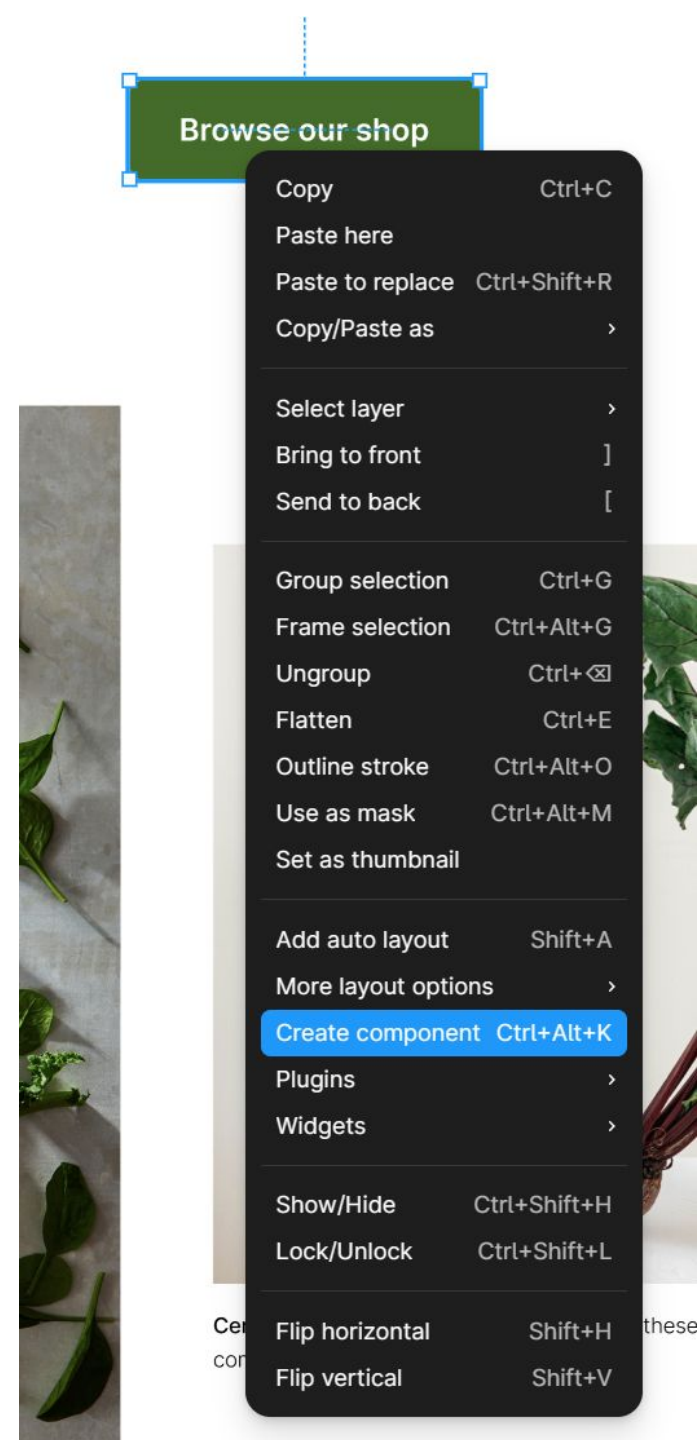 Browse our shop
Copy Ctrl+C
Paste here
Paste to replace Ctrl+Shift+R
Copy/Paste as ›
Select layer ›
Bring to front ]
Send to back [
Group selection Ctrl+G
Frame selection Ctrl+Alt+G
Ungroup Ctrl+⌫
Flatten Ctrl+E
Outline stroke Ctrl+Alt+O
Use as mask Ctrl+Alt+M
Set as thumbnail
Add auto layout Shift+A
More layout options ›
Create component Ctrl+Alt+K
Plugins ›
Widgets ›
Show/Hide Ctrl+Shift+H
Lock/Unlock Ctrl+Shift+L
Flip horizontal Shift+H
these
Flip vertical Shift+V